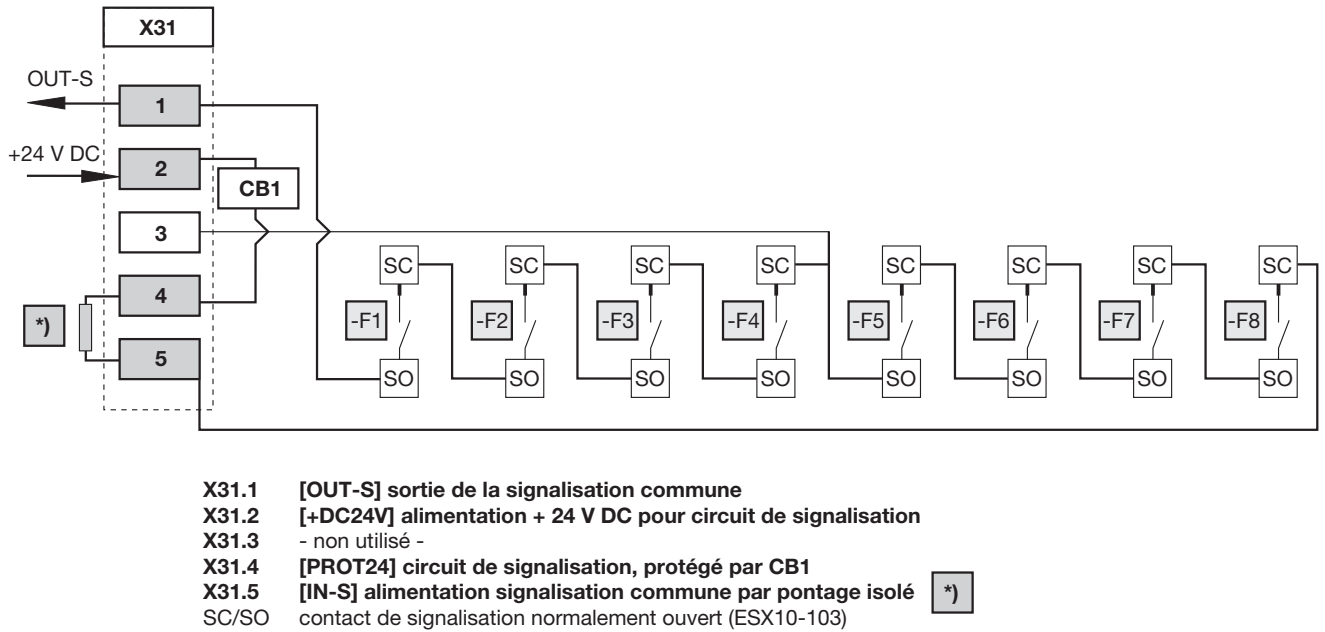 X31
OUT-S
1
+24 V DC
2
CB1
3
SC SC SC SC SC SC SC SC
4
*)
-F1 -F2 -F3 -F4 -F5 -F6 -F7 -F8
5
SO SO SO SO SO SO SO SO
X31.1 [OUT-S] sortie de la signalisation commune
X31.2 [+DC24V] alimentation + 24 V DC pour circuit de signalisation
X31.3 - non utilisé -
X31.4 [PROT24] circuit de signalisation, protégé par CB1
X31.5 [IN-S] alimentation signalisation commune par pontage isolé *)
SC/SO contact de signalisation normalement ouvert (ESX10-103)